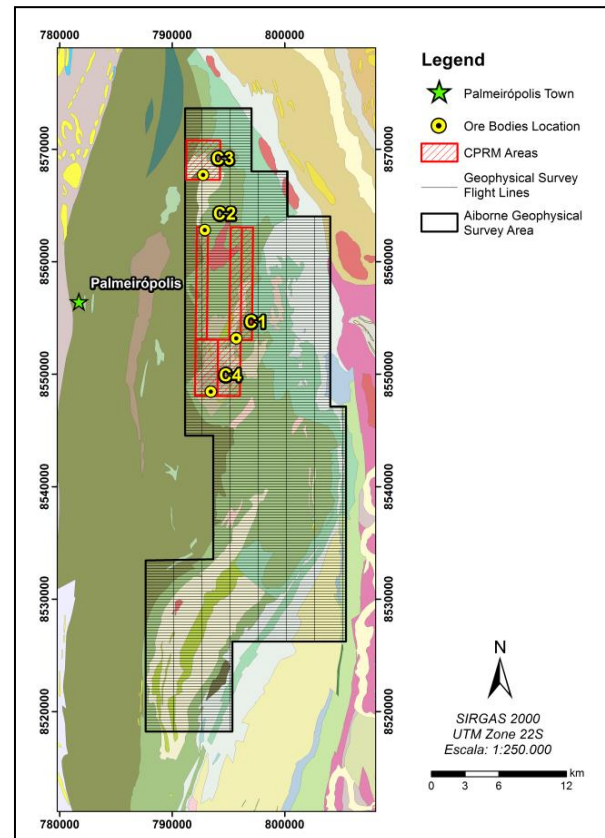 780000 790000 800000
Legend
Palmeirópolis Town
Ore Bodies Location
CPRM Areas
Geophysical Survey
Flight Lines
Aiborne Geophysical
Survey Area
8570000 8570000
C3
C2
8560000 8560000
Palmeirópolis
C1
8550000 8550000
C4
8540000 8540000
8530000 8530000
8520000 8520000
N
SIRGAS 2000
UTM Zone 22S
Escala: 1:250.000
km
0 3 6 12
780000 790000 800000